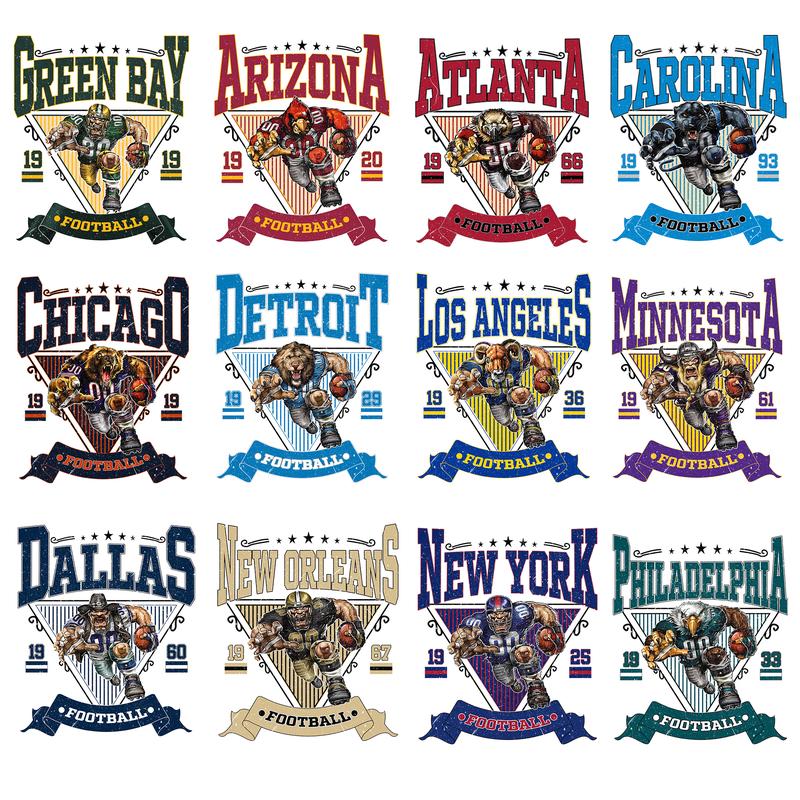 GREEN BAY
19 19
FOOTBALL
ARIZONA
19 20
FOOTBALL
ATLANTA
19 66
FOOTBALL
CAROLINA
19 93
FOOTBALL
CHICAGO
19 19
FOOTBALL
DETROIT
19 29
FOOTBALL
LOS ANGELES
19 36
FOOTBALL
MINNESOTA
19 61
FOOTBALL
DALLAS
19 60
FOOTBALL
NEW ORLEANS
19 67
FOOTBALL
NEW YORK
19 25
FOOTBALL
PHILADELPHIA
19 33
FOOTBALL